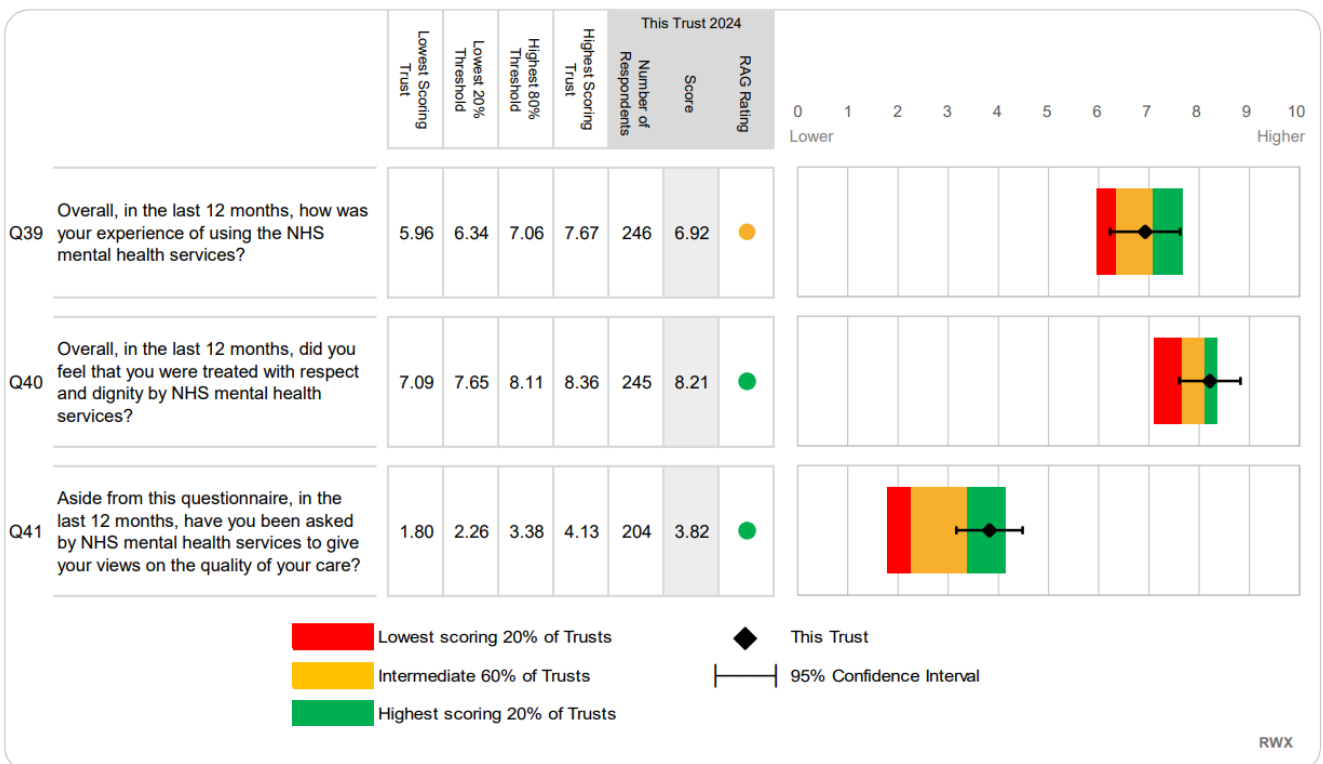 This Trust 2024
Lowest Scoring
Trust
Lowest 20%
Threshold
Highest 80%
Threshold
Highest Scoring
Trust
Number of
Respondents
Score
RAG Rating
0 1 2 3 4 5 6 7 8 9 10
Lower Higher
Q39
Overall, in the last 12 months, how was
your experience of using the NHS
mental health services?
5.96 6.34 7.06 7.67 246 6.92
Q40
Overall, in the last 12 months, did you
feel that you were treated with respect
and dignity by NHS mental health
services?
7.09 7.65 8.11 8.36 245 8.21
Q41
Aside from this questionnaire, in the
last 12 months, have you been asked
by NHS mental health services to give
your views on the quality of your care?
1.80 2.26 3.38 4.13 204 3.82
Lowest scoring 20% of Trusts
Intermediate 60% of Trusts
Highest scoring 20% of Trusts
This Trust
95% Confidence Interval
RWX